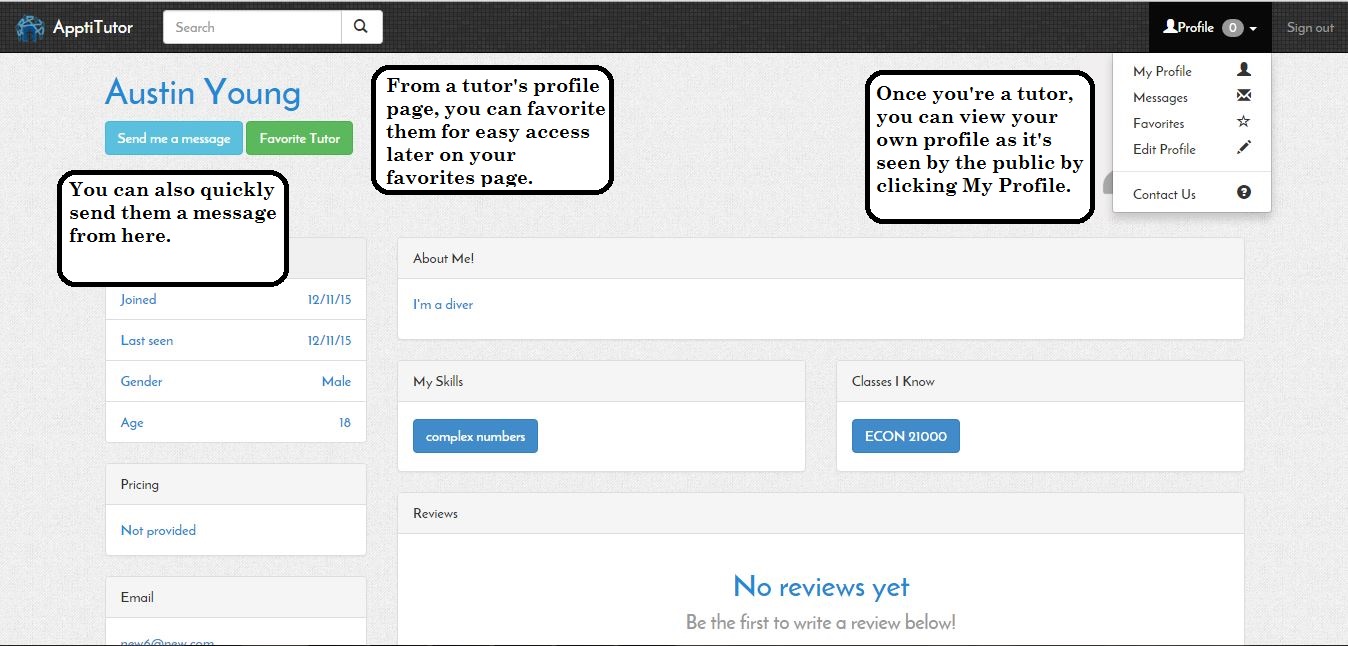 ApptiTutor
Search
Profile 0
Sign out
My Profile
Messages
Favorites
Edit Profile
Contact Us
Austin Young
Send me a message
Favorite Tutor
From a tutor's profile
page, you can favorite
them for easy access
later on your
favorites page.
Once you're a tutor,
you can view your
own profile as it's
seen by the public by
clicking My Profile.
You can also quickly
send them a message
from here.
Joined 12/11/15
Last seen 12/11/15
Gender Male
Age 18
Pricing
Not provided
Email
new6@new.com
About Me!
I'm a diver
My Skills
complex numbers
Classes I Know
ECON 21000
Reviews
No reviews yet
Be the first to write a review below!